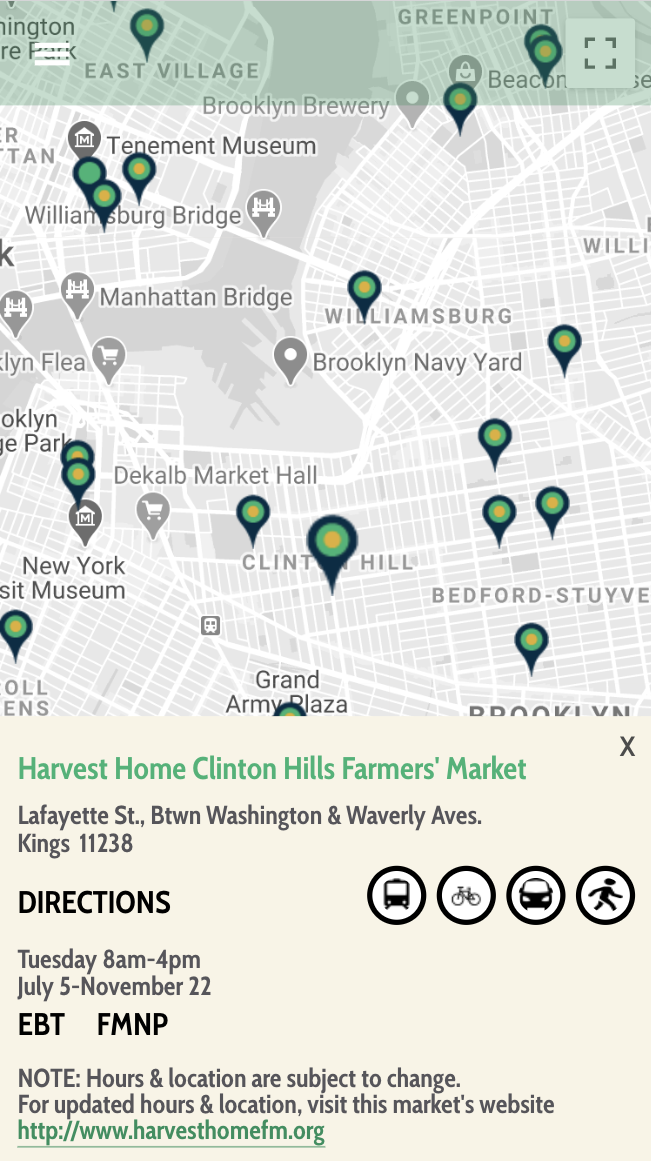 hington
re Park
GREENPOINT
EAST VILLAGE
Beacon
se
Brooklyn Brewery
ER
TTAN
Tenement Museum
Williamsburg Bridge
WILLI
k
Manhattan Bridge
WILLIAMSBURG
klyn Flea
Brooklyn Navy Yard
ooklyn
ge Park
Dekalb Market Hall
CLINTON HILL
New York
sit Museum
BEDFORD-STUYVE
OLL
ENS
Grand
Army Plaza
BROOKLYN
X
Harvest Home Clinton Hills Farmers' Market
Lafayette St., Btwn Washington & Waverly Aves.
Kings 11238
DIRECTIONS
Tuesday 8am-4pm
July 5-November 22
EBT FMNP
NOTE: Hours & location are subject to change.
For updated hours & location, visit this market's website
http://www.harvesthomefm.org